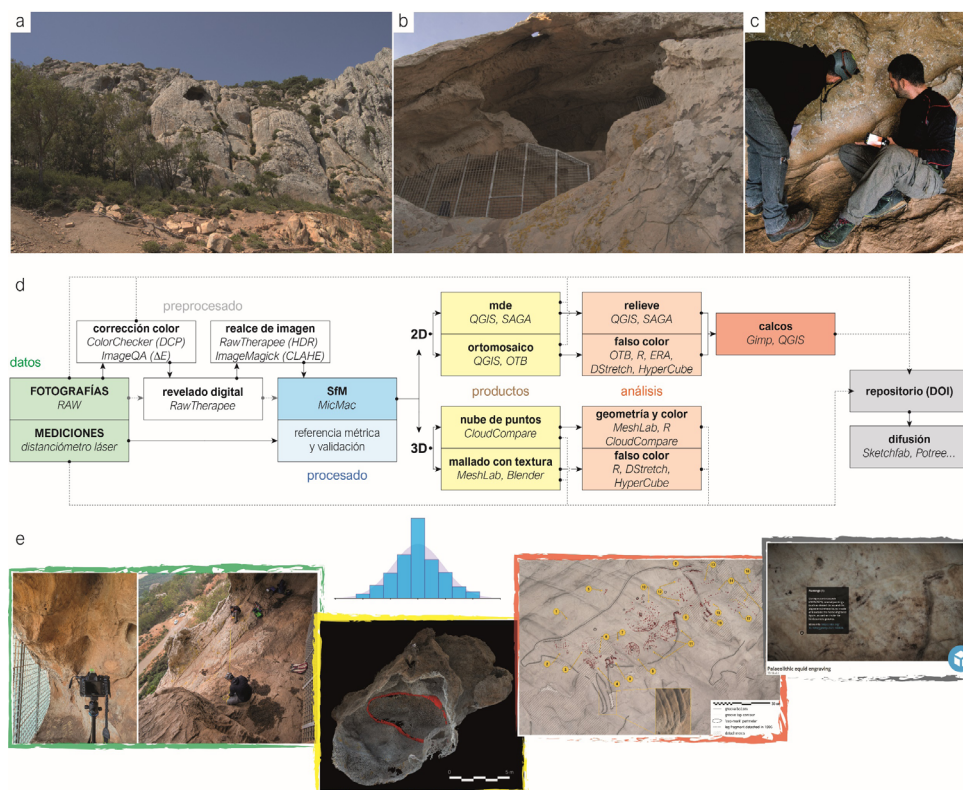 a
b
c
d
preprocesado
corrección color
ColorChecker (DCP)
ImageQA (ΔE)
realce de imagen
RawTherapee (HDR)
ImageMagick (CLAHE)
datos
FOTOGRAFÍAS
RAW
revelado digital
RawTherapee
SfM
MicMac
MEDICIONES
distanciómetro láser
referencia métrica
y validación
procesado
2D
mde
QGIS, SAGA
ortomosaico
QGIS, OTB
relieve
QGIS, SAGA
falso color
OTB, R, ERA,
DStretch, HyperCube
calcos
Gimp, QGIS
productos
análisis
3D
nube de puntos
CloudCompare
mallado con textura
MeshLab, Blender
geometría y color
MeshLab, R
CloudCompare
falso color
R, DStretch,
HyperCube
repositorio (DOI)
difusión
Sketchfab, Potree...
e
0
5 m
Palaeolithic equid engraving